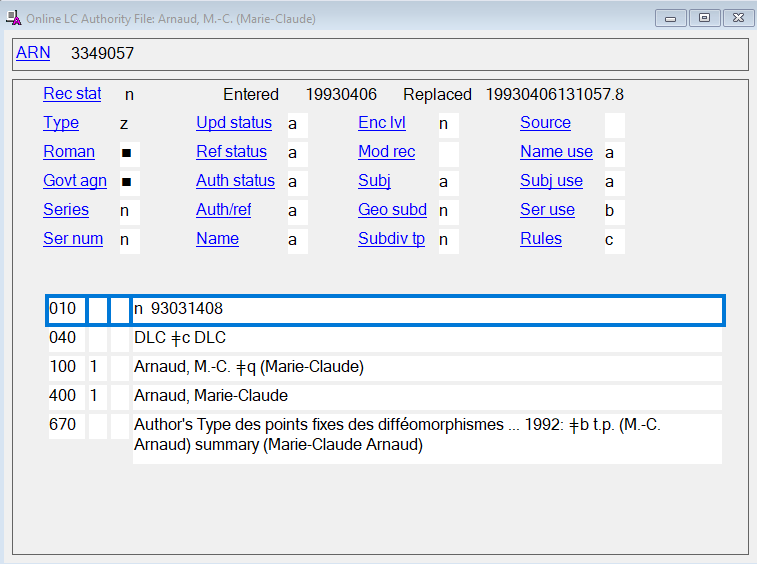 Online LC Authority File: Arnaud, M.-C. (Marie-Claude)
ARN 3349057
Rec stat n Entered 19930406 Replaced 19930406131057.8
Type z Upd status a Enc lvl n Source
Roman ■ Ref status a Mod rec Name use a
Govt agn ■ Auth status a Subj a Subj use a
Series n Auth/ref a Geo subd n Ser use b
Ser num n Name a Subdiv tp n Rules c
010 n 93031408
040 DLC ǂc DLC
100 1 Arnaud, M.-C. ǂq (Marie-Claude)
400 1 Arnaud, Marie-Claude
670 Author's Type des points fixes des difféomorphismes ... 1992: ǂb t.p. (M.-C.
Arnaud) summary (Marie-Claude Arnaud)